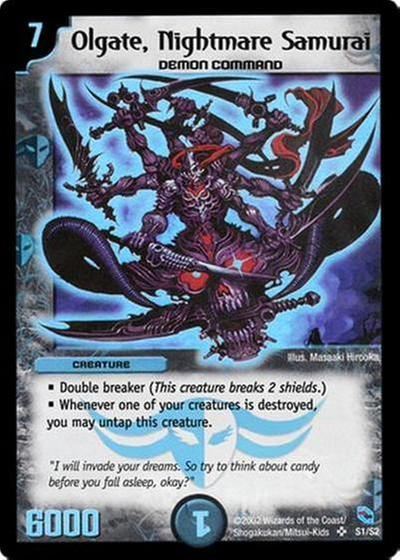 7
Olgate, Nightmare Samurai
DEMON COMMAND
Illus. Masaaki Hirooka
CREATURE
▪ Double breaker (This creature breaks 2 shields.)
▪ Whenever one of your creatures is destroyed,
you may untap this creature.
"I will invade your dreams. So try to think about candy
before you fall asleep, okay?"
6000
1
©2002 Wizards of the Coast/
Shogakukan/Mitsui-Kids
S1/S2